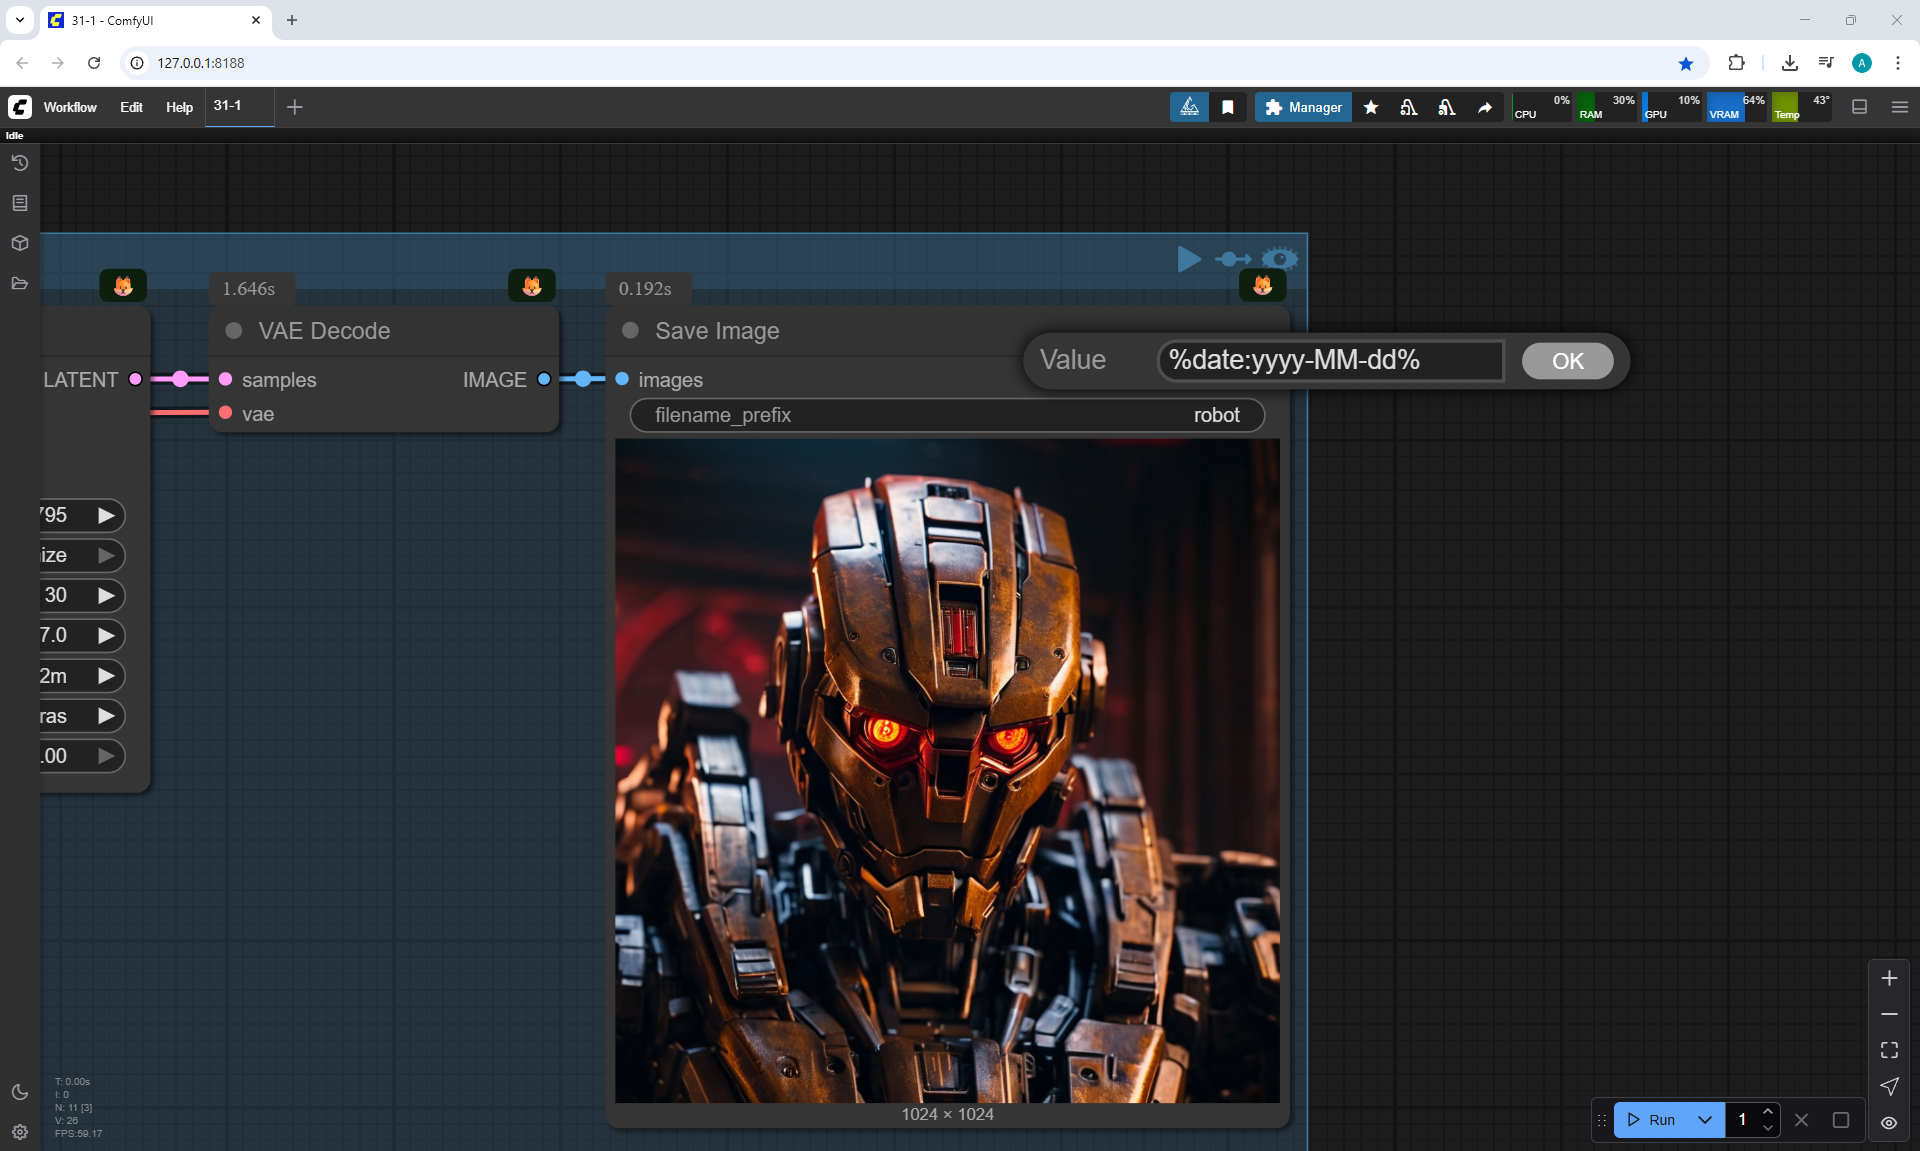 31-1 - ComfyUI
127.0.0.1:8188
A
Workflow
Edit
Help
31-1
Manager
CPU
0%
RAM
30%
GPU
10%
VRAM
64%
Temp
43°
Idle
1.646s
0.192s
VAE Decode
Save Image
Value
%date:yyyy-MM-dd%
OK
LATENT
samples
IMAGE
images
vae
filename_prefix
robot
795
ize
30
7.0
2m
ras
.00
1024 × 1024
T: 0.00s
I: 0
N: 11 [3]
V: 26
FPS:59.17
Run
1